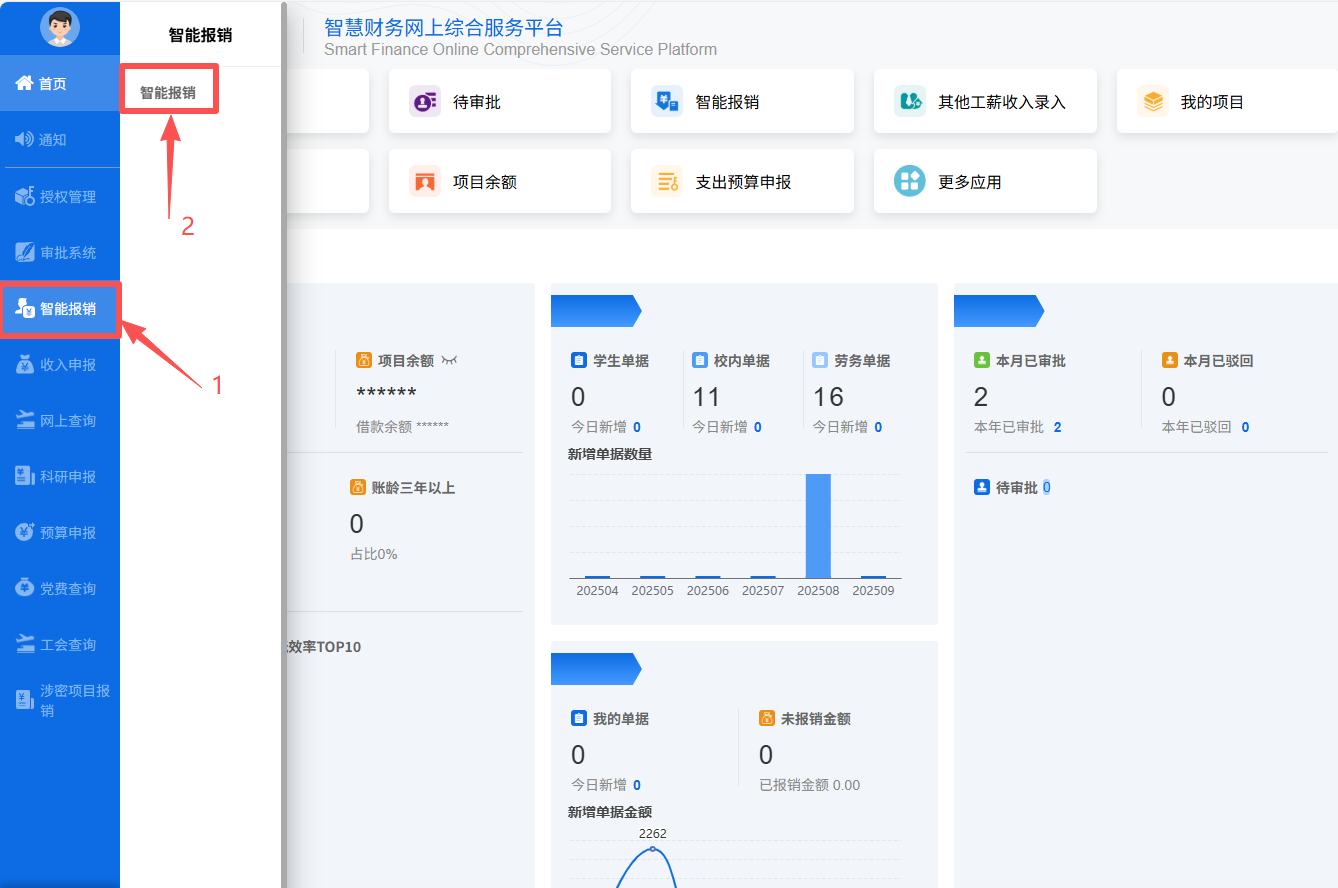 首页
通知
授权管理
审批系统
智能报销
收入申报
网上查询
科研申报
预算申报
党费查询
工会查询
涉密项目报
销
智能报销
智能报销
1
2
智慧财务网上综合服务平台
Smart Finance Online Comprehensive Service Platform
待审批
智能报销
其他工薪收入录入
我的项目
项目余额
支出预算申报
更多应用
项目余额
******
借款余额 ******
账龄三年以上
0
占比0%
效率TOP10
学生单据
0
今日新增 0
校内单据
11
今日新增 0
劳务单据
16
今日新增 0
新增单据数量
202504 202505 202506 202507 202508 202509
我的单据
0
今日新增 0
未报销金额
0
已报销金额 0.00
新增单据金额
2262
本月已审批
2
本年已审批 2
本月已驳回
0
本年已驳回 0
待审批 0